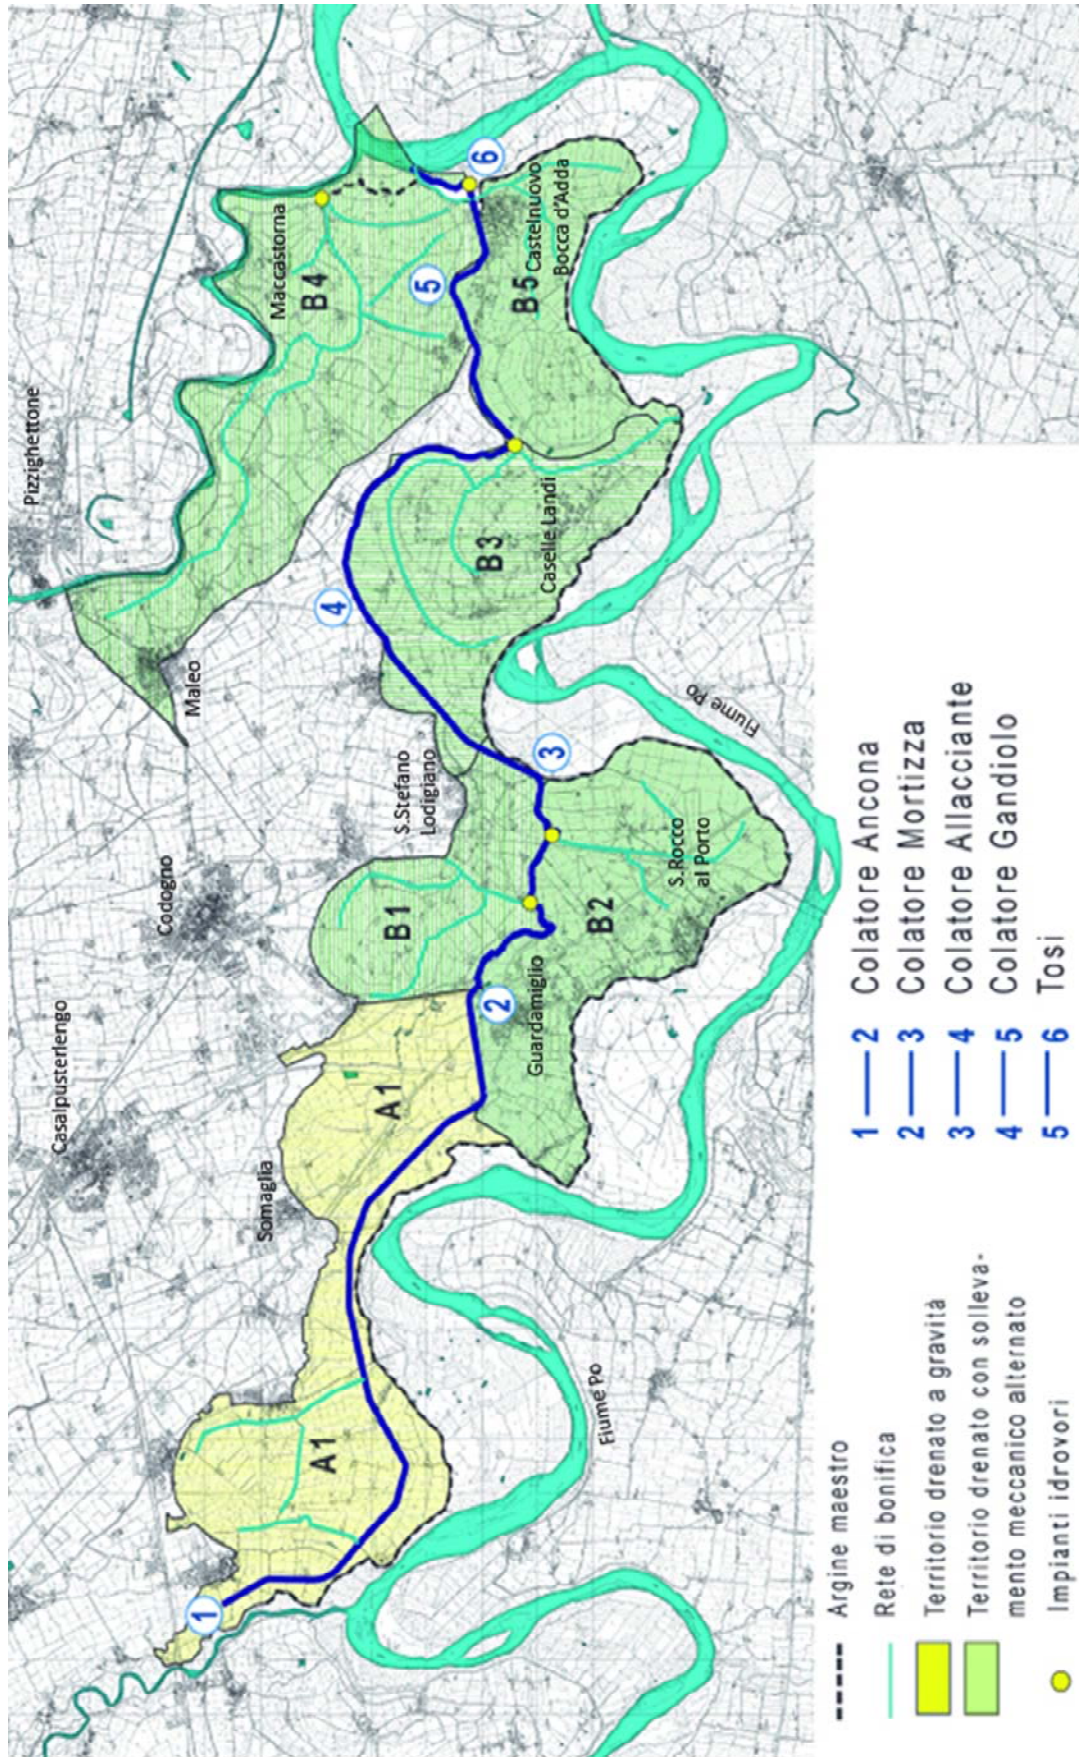 Pizzighettone
Maleo
Maccastorna
B4
6
Castelnuovo
Bocca d'Adda
5
B5
4
B3
Caselle Landi
Codogno
S.Stefano
Lodigiano
3
Fiume Po
B1
S.Rocco
al Porto
B2
Casalpusterlengo
2
Guardamiglio
A1
Somaglia
A1
Fiume Po
1
Argine maestro
Rete di bonifica
Territorio drenato a gravità
Territorio drenato con solleva-
mento meccanico alternato
Impianti idrovori
1 2 Colatore Ancona
2 3 Colatore Mortizza
3 4 Colatore Allacciante
4 5 Colatore Gandiolo
5 6 Tosi